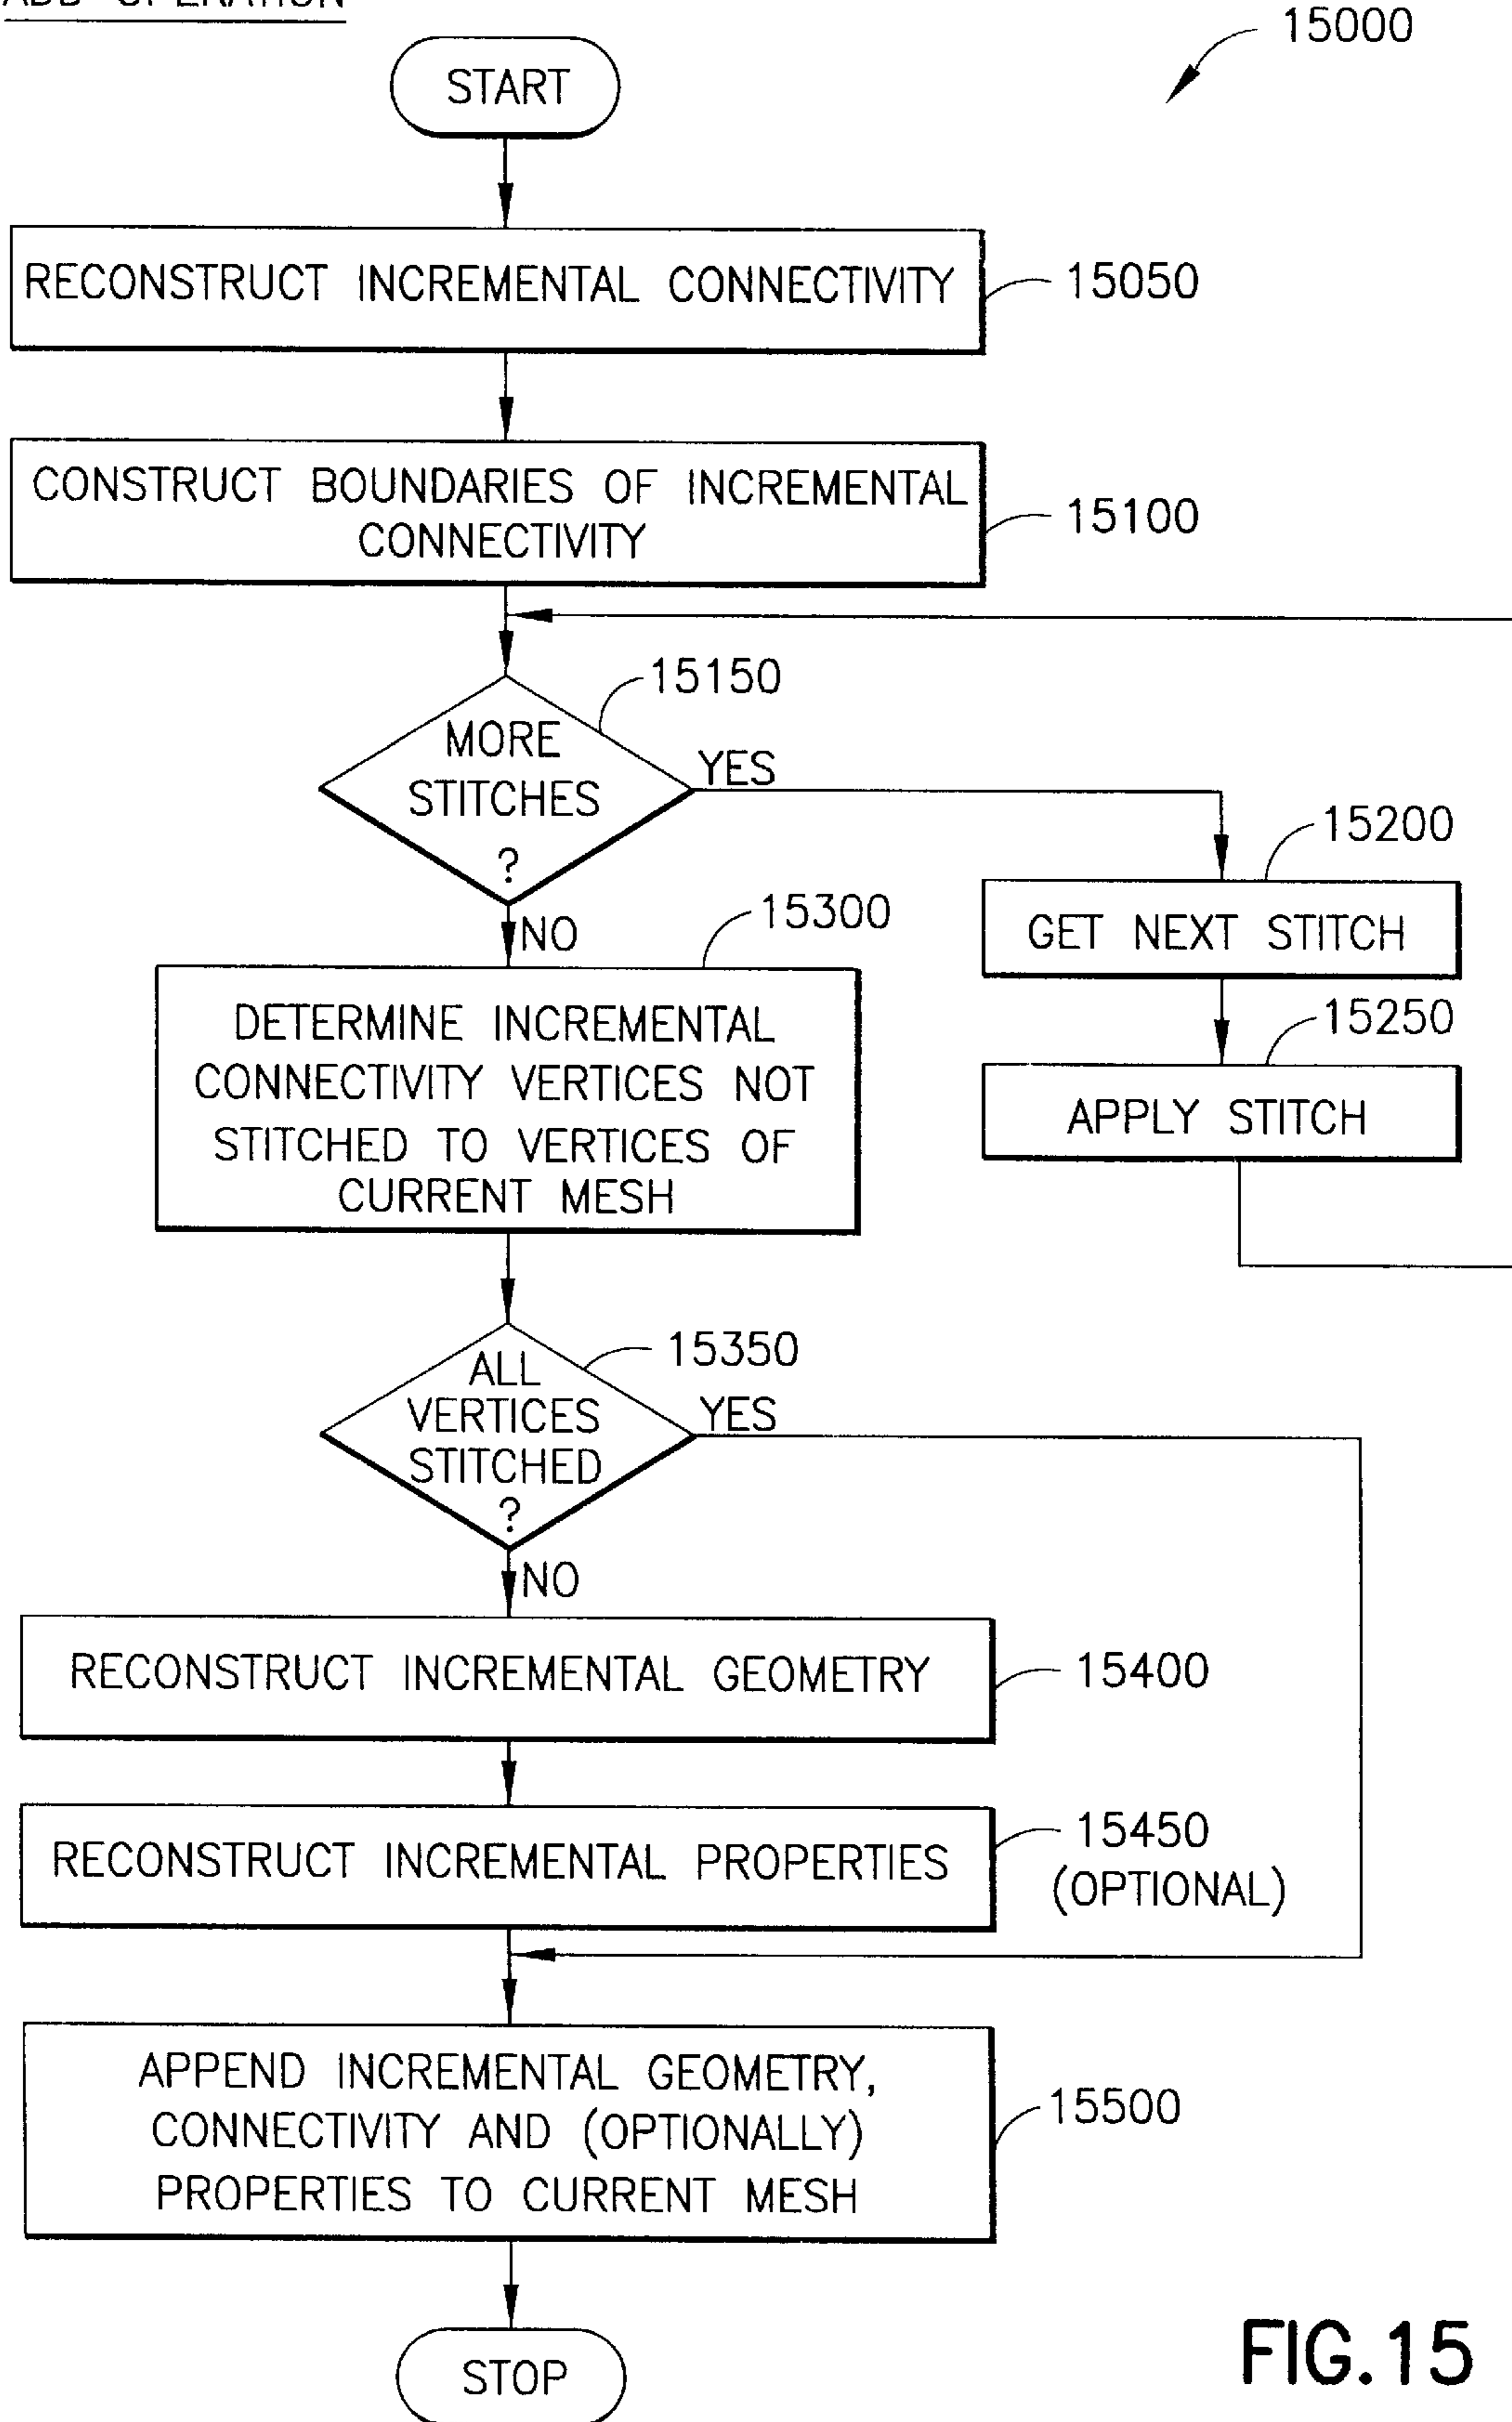 ADD OPERATION
15000
START
RECONSTRUCT INCREMENTAL CONNECTIVITY
15050
CONSTRUCT BOUNDARIES OF INCREMENTAL
CONNECTIVITY
15100
15150
MORE
STITCHES
?
YES
NO
15200
GET NEXT STITCH
15250
APPLY STITCH
15300
DETERMINE INCREMENTAL
CONNECTIVITY VERTICES NOT
STITCHED TO VERTICES OF
CURRENT MESH
15350
ALL
VERTICES
STITCHED
?
YES
NO
RECONSTRUCT INCREMENTAL GEOMETRY
15400
RECONSTRUCT INCREMENTAL PROPERTIES
15450
(OPTIONAL)
APPEND INCREMENTAL GEOMETRY,
CONNECTIVITY AND (OPTIONALLY)
PROPERTIES TO CURRENT MESH
15500
STOP
FIG.15